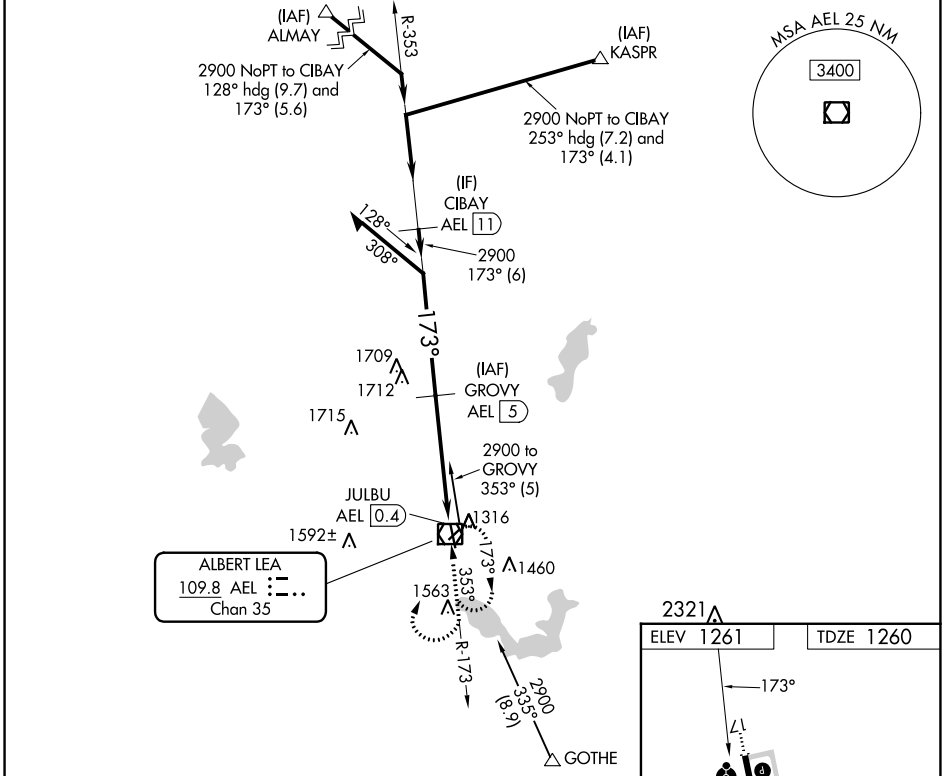 (IAF)
ALMAY
R-353
(IAF)
KASPR
MSA AEL 25 NM
3400
2900 NoPT to CIBAY
128° hdg (9.7) and
173° (5.6)
2900 NoPT to CIBAY
253° hdg (7.2) and
173° (4.1)
(IF)
CIBAY
AEL 11
128°
308°
2900
173° (6)
173°
1709
1712
(IAF)
GROVY
AEL 5
1715
2900 to
GROVY
353° (5)
JULBU
AEL 0.4
1316
1592±
173°
1460
ALBERT LEA
109.8 AEL
Chan 35
353°
1563
R-173
2900
335°
(8.9)
GOTHE
2321
ELEV 1261
TDZE 1260
173°
17
P